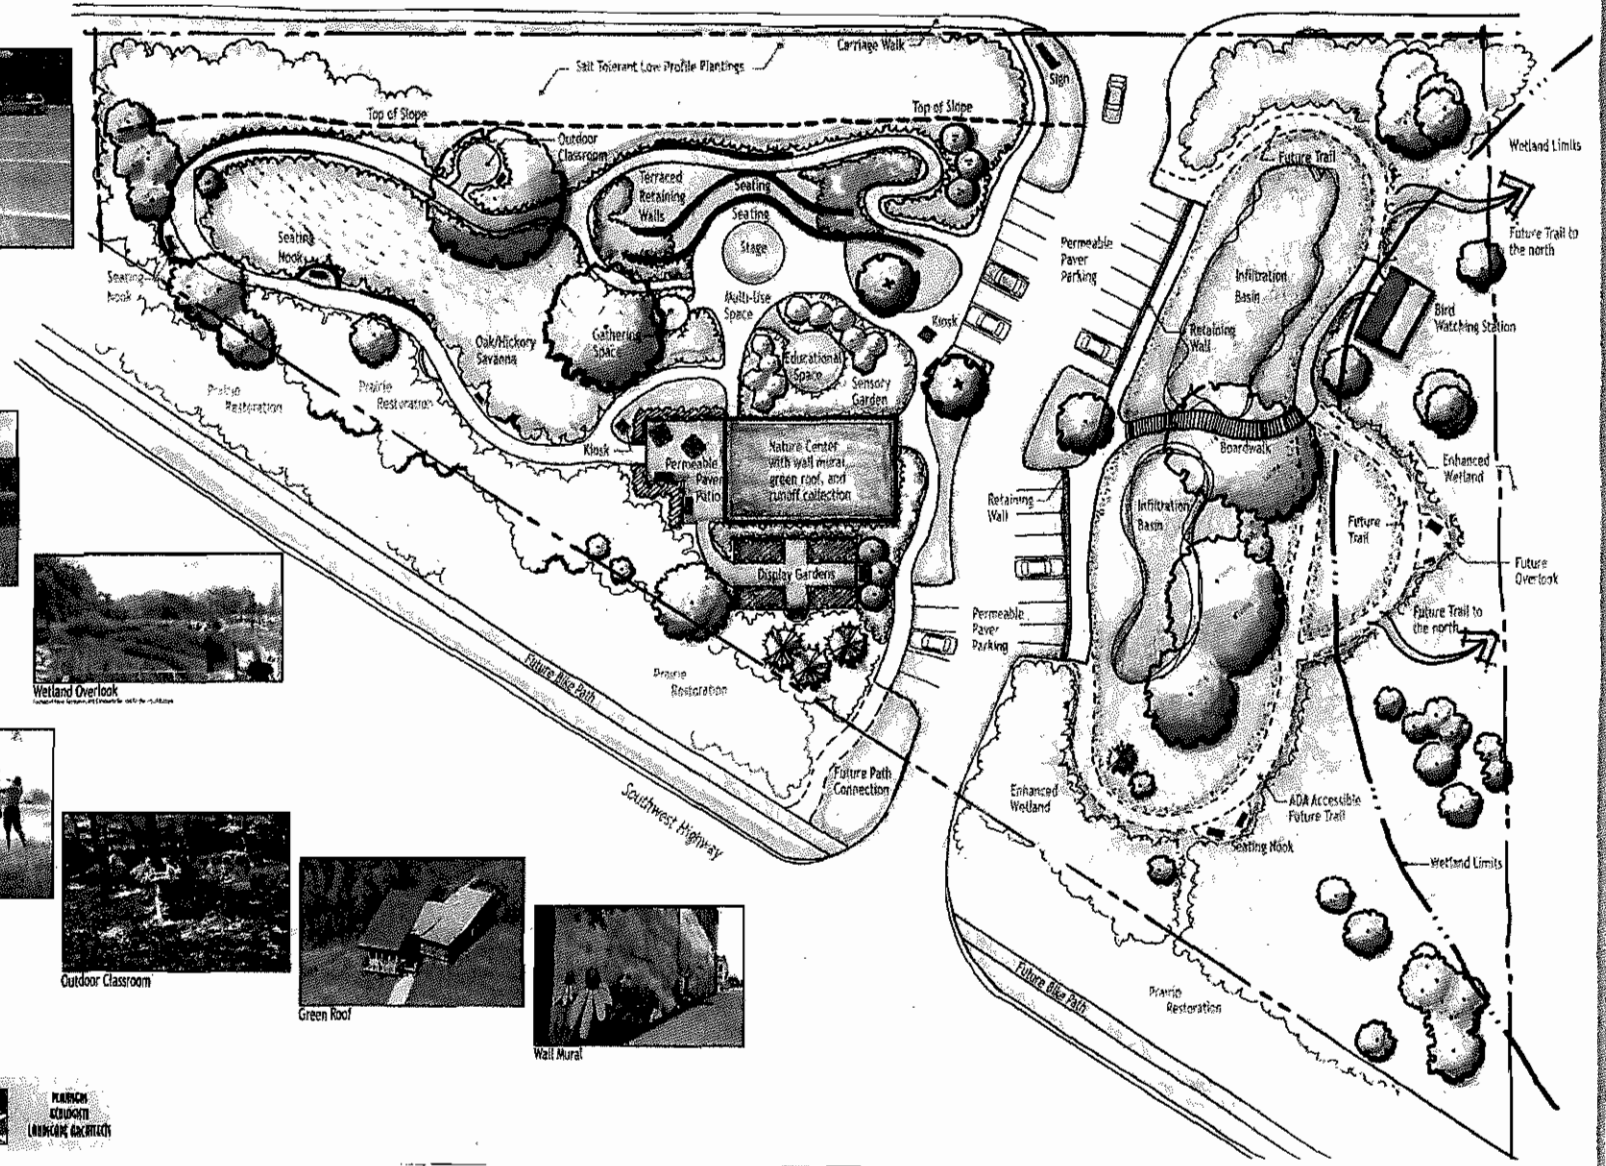 Carriage Walk
Salt Tolerant Low Profile Plantings
Sign
Top of Slope
Top of Slope
Outdoor
Classroom
Future Trail
Wetland Limits
Terraced
Retaining
Walls
Seating
Seating
Stage
Permeable
Paver
Parking
Future Trail to
the north
Seating
Nook
Seating
Nook
Infiltration
Basin
Multi-Use
Space
Kiosk
Bird
Watching Station
Retaining
Wall
Oak/Hickory
Savanna
Gathering
Space
Educational
Space
Sensory
Garden
Prairie
Restoration
Prairie
Restoration
Kiosk
Permeable
Paver
Patio
Nature Center
with wall mural,
green roof, and
runoff collection
Boardwalk
Enhanced
Wetland
Retaining
Wall
Infiltration
Basin
Future
Trail
Display Gardens
Future
Overlook
Permeable
Paver
Parking
Future Trail to
the north
Future Bike Path
Prairie
Restoration
Wetland Overlook
Future Path
Connection
Southwest Highway
Enhanced
Wetland
ADA Accessible
Future Trail
Seating Nook
Wetland Limits
Outdoor Classroom
Green Roof
Wall Mural
Future Bike Path
Prairie
Restoration
PLANNERS
ECOLOGISTS
LANDSCAPE ARCHITECTS